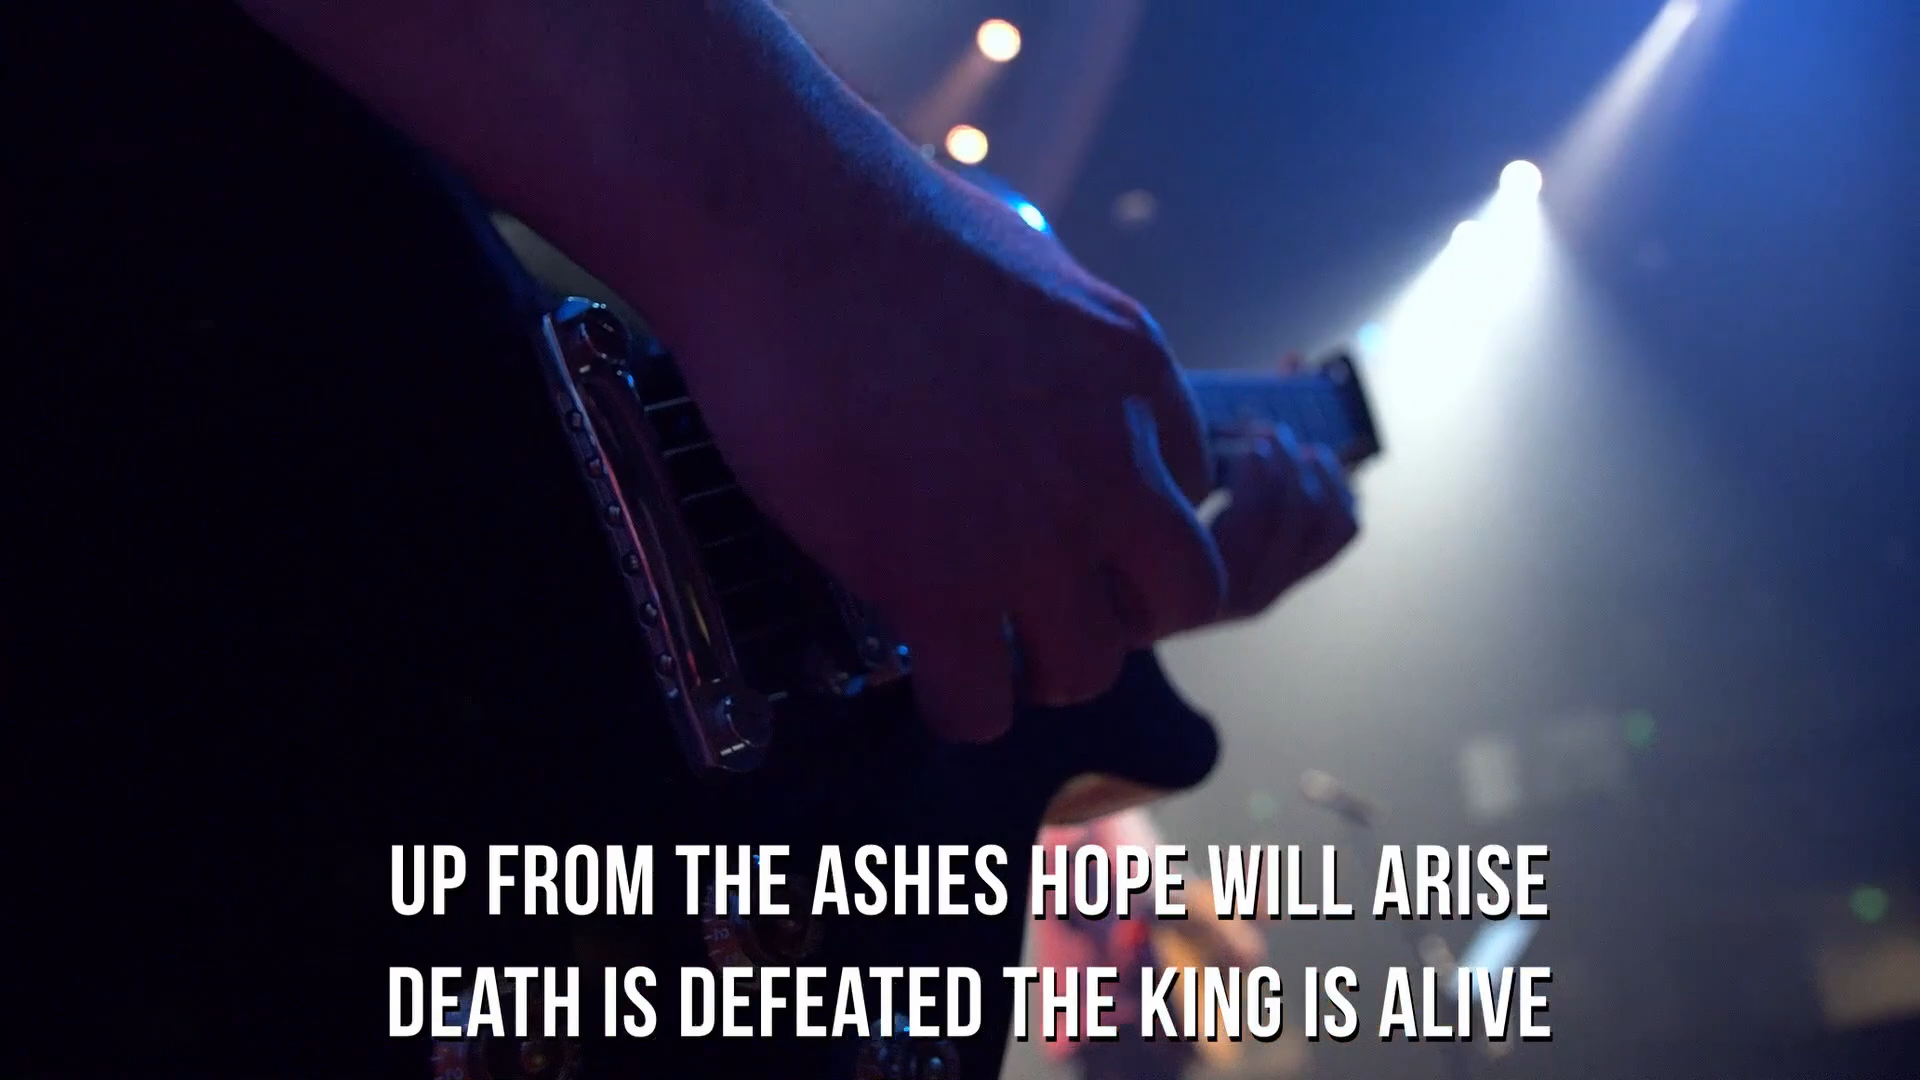 UP FROM THE ASHES HOPE WILL ARISE
DEATH IS DEFEATED THE KING IS ALIVE